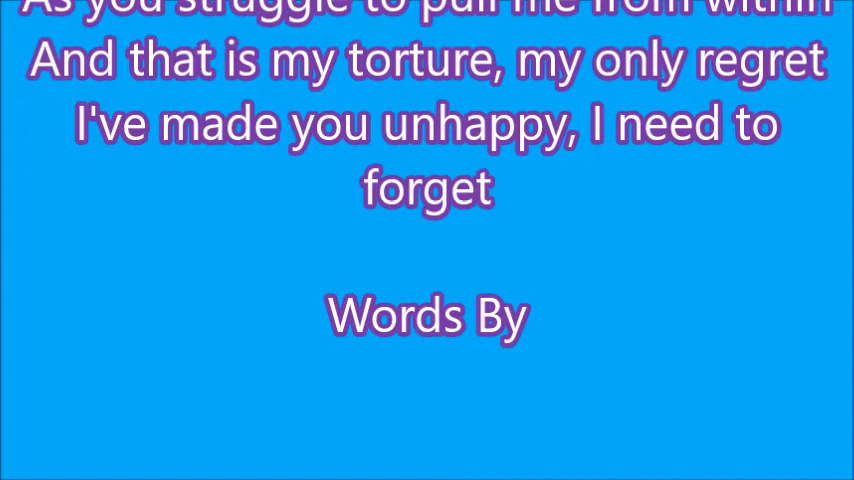 As you struggle to pull me from within
And that is my torture, my only regret
I've made you unhappy, I need to
forget
Words By